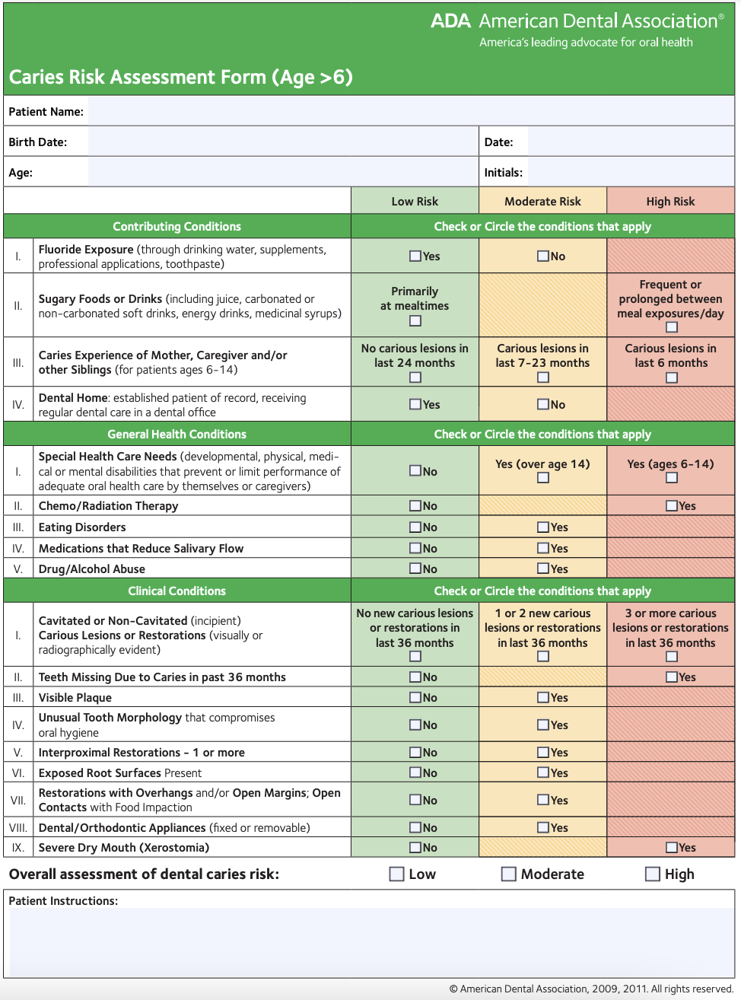 ADA American Dental Association®
America's leading advocate for oral health
Caries Risk Assessment Form (Age >6)
Patient Name:
Birth Date:
Date:
Age:
Initials:
Low Risk
Moderate Risk
High Risk
Contributing Conditions
Check or Circle the conditions that apply
I.
Fluoride Exposure (through drinking water, supplements,
professional applications, toothpaste)
Yes
No
II.
Sugary Foods or Drinks (including juice, carbonated or
non-carbonated soft drinks, energy drinks, medicinal syrups)
Primarily
at mealtimes
Frequent or
prolonged between
meal exposures/day
III.
Caries Experience of Mother, Caregiver and/or
other Siblings (for patients ages 6-14)
No carious lesions in
last 24 months
Carious lesions in
last 7-23 months
Carious lesions in
last 6 months
IV.
Dental Home: established patient of record, receiving
regular dental care in a dental office
Yes
No
General Health Conditions
Check or Circle the conditions that apply
I.
Special Health Care Needs (developmental, physical, medi-
cal or mental disabilities that prevent or limit performance of
adequate oral health care by themselves or caregivers)
No
Yes (over age 14)
Yes (ages 6-14)
II.
Chemo/Radiation Therapy
No
Yes
III.
Eating Disorders
No
Yes
IV.
Medications that Reduce Salivary Flow
No
Yes
V.
Drug/Alcohol Abuse
No
Yes
Clinical Conditions
Check or Circle the conditions that apply
I.
Cavitated or Non-Cavitated (incipient)
Carious Lesions or Restorations (visually or
radiographically evident)
No new carious lesions
or restorations in
last 36 months
1 or 2 new carious
lesions or restorations
in last 36 months
3 or more carious
lesions or restorations
in last 36 months
II.
Teeth Missing Due to Caries in past 36 months
No
Yes
III.
Visible Plaque
No
Yes
IV.
Unusual Tooth Morphology that compromises
oral hygiene
No
Yes
V.
Interproximal Restorations - 1 or more
No
Yes
VI.
Exposed Root Surfaces Present
No
Yes
VII.
Restorations with Overhangs and/or Open Margins; Open
Contacts with Food Impaction
No
Yes
VIII.
Dental/Orthodontic Appliances (fixed or removable)
No
Yes
IX.
Severe Dry Mouth (Xerostomia)
No
Yes
Overall assessment of dental caries risk:
Low
Moderate
High
Patient Instructions:
© American Dental Association, 2009, 2011. All rights reserved.